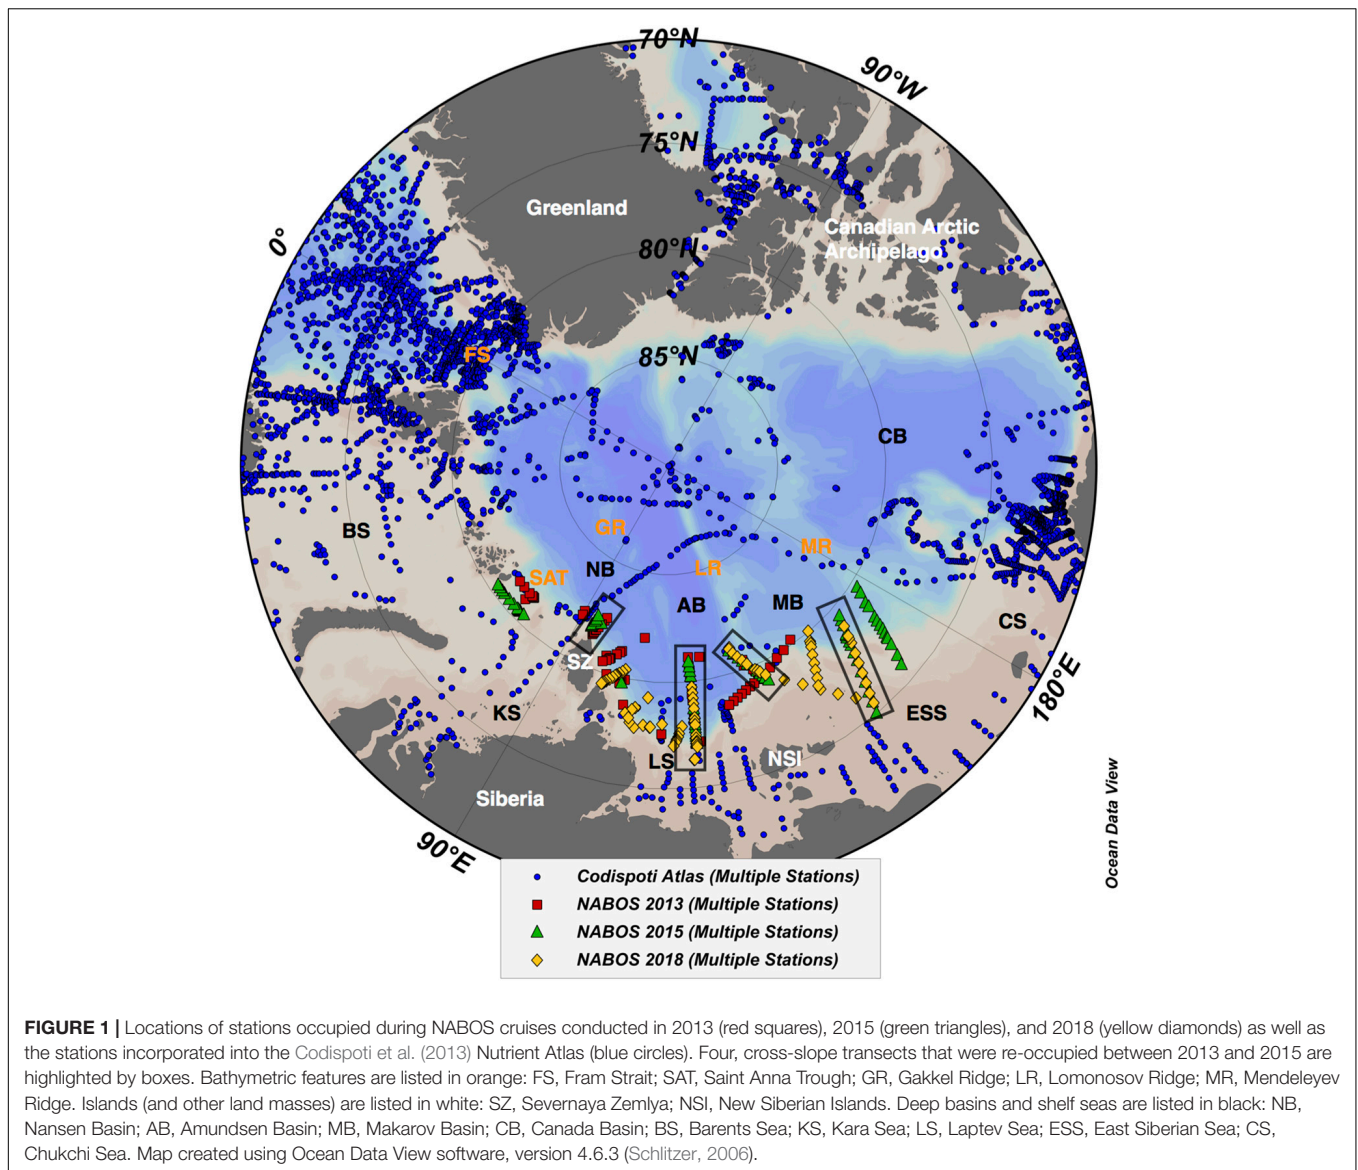 70°N
90°W
75°N
Greenland
Canadian Arctic
Archipelago
0°
80°N
FS
85°N
CB
BS
GR
MR
NB
LR
SAT
AB
MB
CS
SZ
180°E
KS
ESS
LS
NSI
Siberia
90°E
Ocean Data View
Codispoti Atlas (Multiple Stations)
NABOS 2013 (Multiple Stations)
NABOS 2015 (Multiple Stations)
NABOS 2018 (Multiple Stations)
FIGURE 1 | Locations of stations occupied during NABOS cruises conducted in 2013 (red squares), 2015 (green triangles), and 2018 (yellow diamonds) as well as
the stations incorporated into the Codispoti et al. (2013) Nutrient Atlas (blue circles). Four, cross-slope transects that were re-occupied between 2013 and 2015 are
highlighted by boxes. Bathymetric features are listed in orange: FS, Fram Strait; SAT, Saint Anna Trough; GR, Gakkel Ridge; LR, Lomonosov Ridge; MR, Mendeleyev
Ridge. Islands (and other land masses) are listed in white: SZ, Severnaya Zemlya; NSI, New Siberian Islands. Deep basins and shelf seas are listed in black: NB,
Nansen Basin; AB, Amundsen Basin; MB, Makarov Basin; CB, Canada Basin; BS, Barents Sea; KS, Kara Sea; LS, Laptev Sea; ESS, East Siberian Sea; CS,
Chukchi Sea. Map created using Ocean Data View software, version 4.6.3 (Schlitzer, 2006).